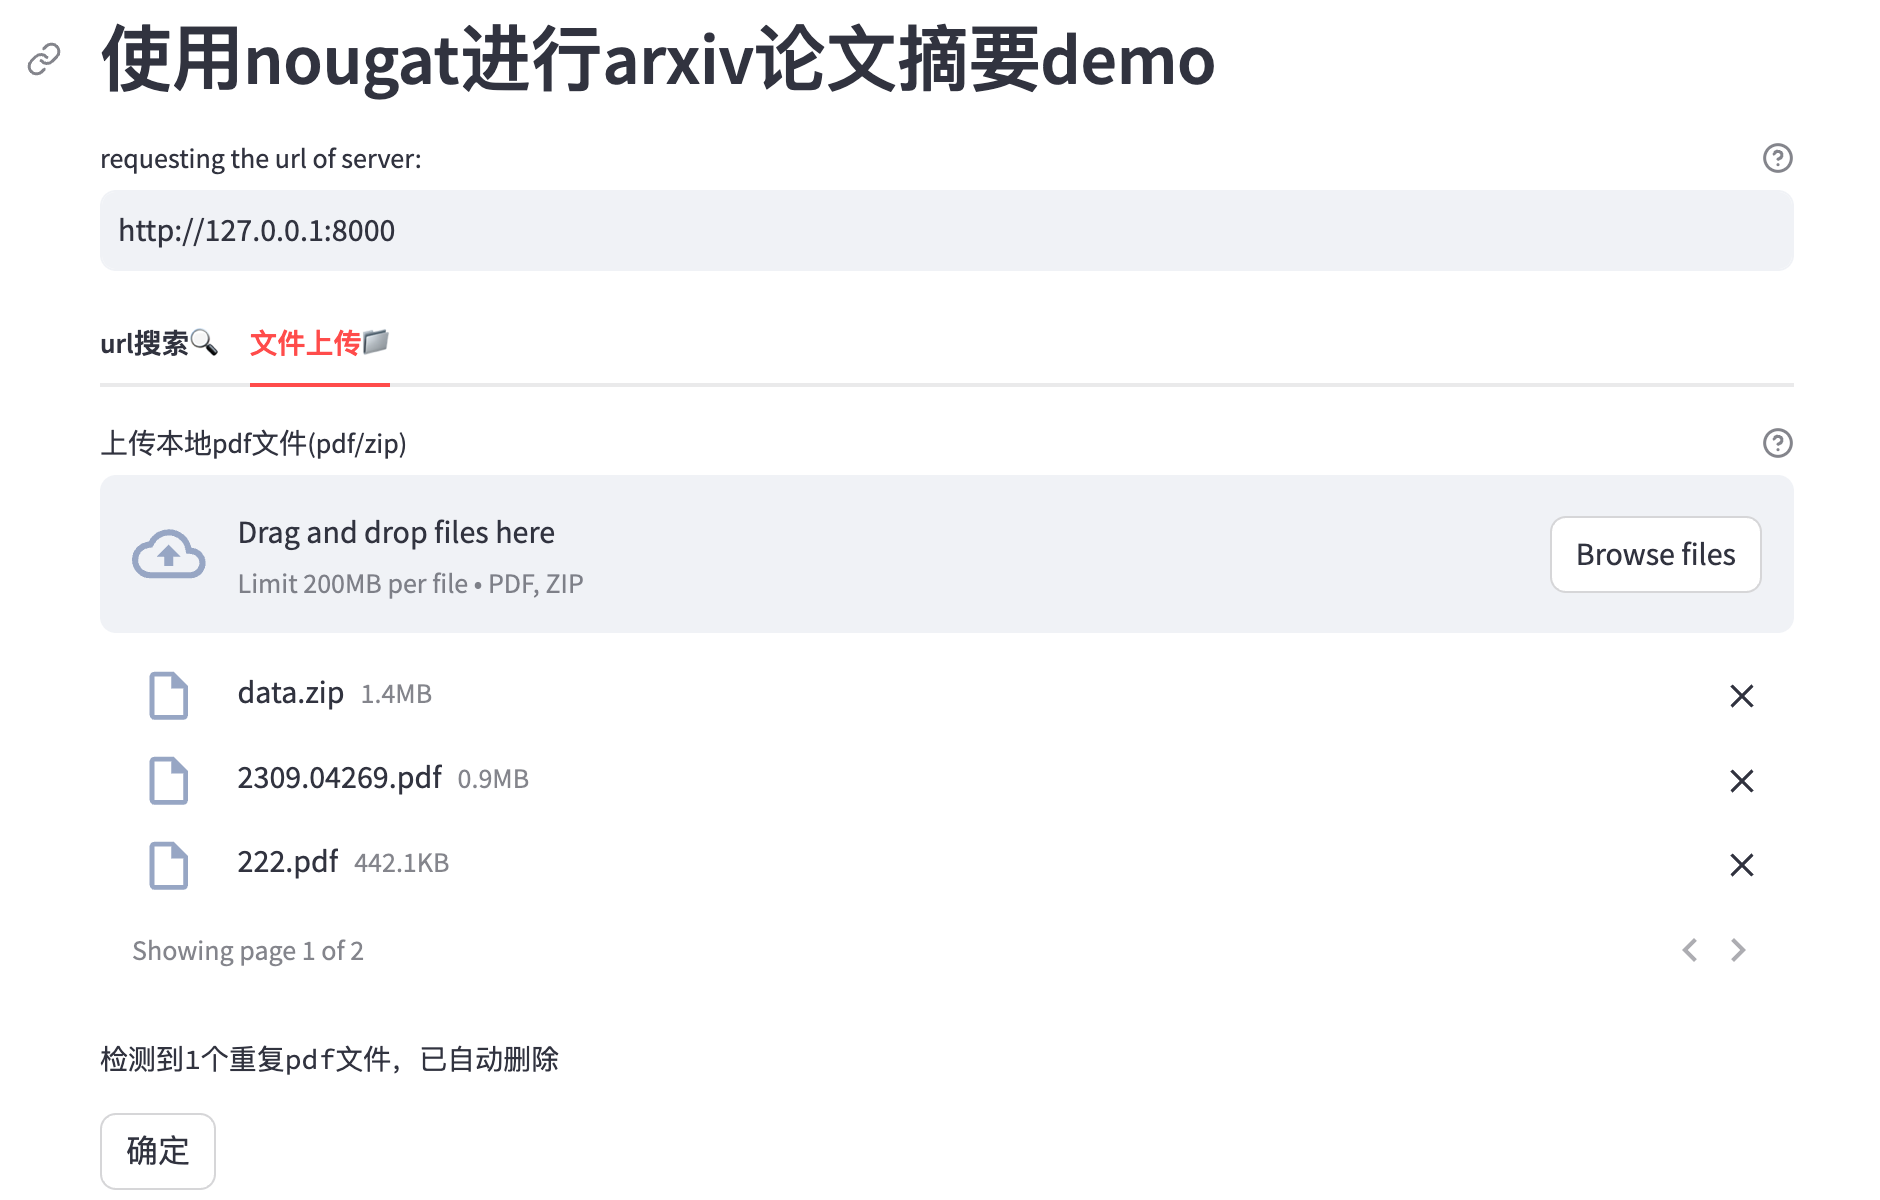 使用nougat进行arxiv论文摘要demo
requesting the url of server:
http://127.0.0.1:8000
url搜索🔍 文件上传📁
上传本地pdf文件(pdf/zip)
Drag and drop files here
Limit 200MB per file • PDF, ZIP
Browse files
data.zip 1.4MB
2309.04269.pdf 0.9MB
222.pdf 442.1KB
Showing page 1 of 2
检测到1个重复pdf文件，已自动删除
确定